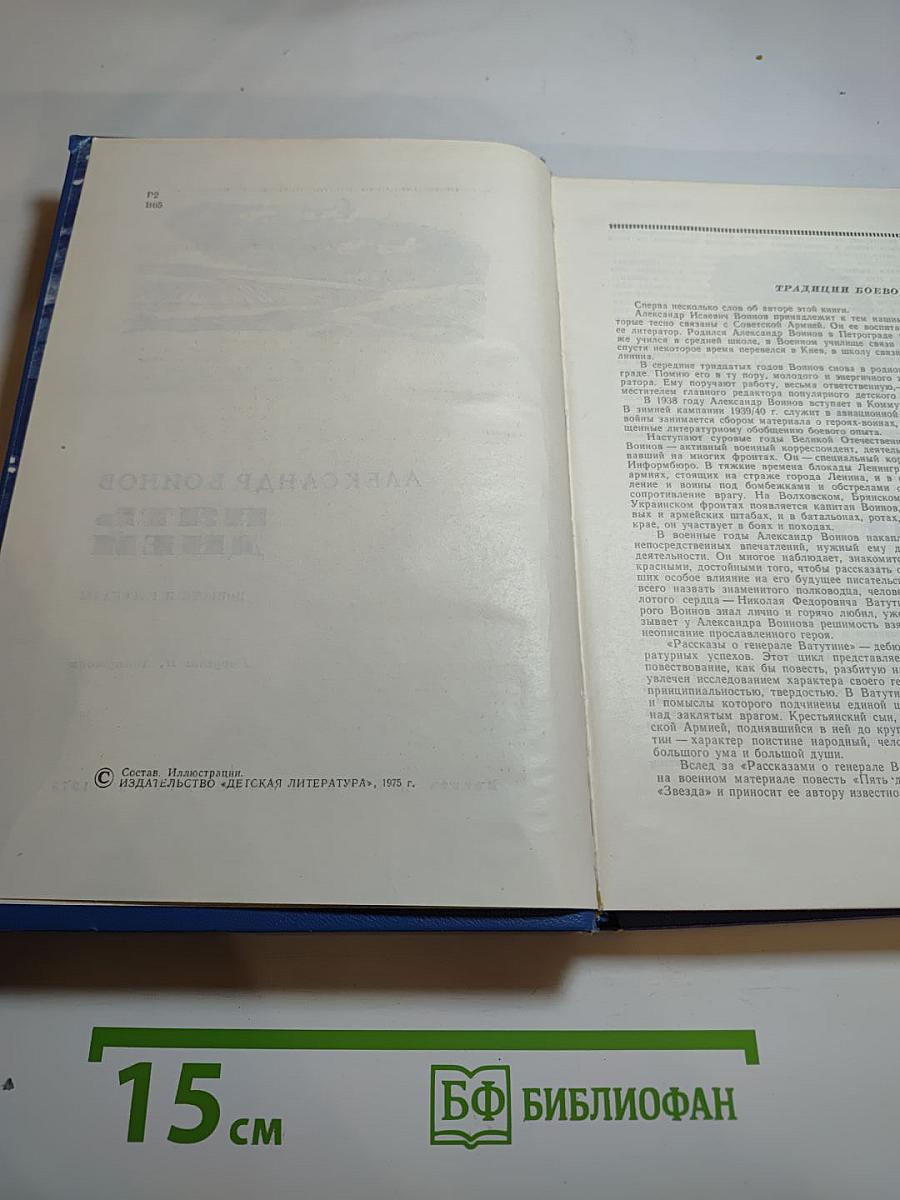 Р2
В65
© Состав. Иллюстрации.
ИЗДАТЕЛЬСТВО «ДЕТСКАЯ ЛИТЕРАТУРА», 1975 г.
ТРАДИЦИИ БОЕВО
Сперва несколько слов об авторе этой книги.
Александр Исаевич Воинов принадлежит к тем нашим
торые тесно связаны с Советской Армией. Он ее воспита
ее литератор. Родился Александр Воинов в Петрограде
же учился в средней школе, в Военном училище связи
спустя некоторое время перевелся в Киев, в школу связи
линина.
В середине тридцатых годов Воинов снова в родно
граде. Помню его в ту пору, молодого и энергичного
ратора. Ему поручают работу, весьма ответственную,—
местителем главного редактора популярного детского
В 1938 году Александр Воинов вступает в Комму
В зимней кампании 1939/40 г. служит в авиационной
войны занимается сбором материала о героях-воинах,
щенные литературному обобщению боевого опыта.
Наступают суровые годы Великой Отечествен
Воинов — активный военный корреспондент, деятель
павший на многих фронтах. Он — специальный кор
Информбюро. В тяжкие времена блокады Ленингр
армиях, стоящих на страже города Ленина, и в
ление и воины под бомбежками и обстрелами о
сопротивление врагу. На Волховском, Брянском
Украинском фронтах появляется капитан Воинов,
вых и армейских штабах, и в батальонах, ротах,
крае, он участвует в боях и походах.
В военные годы Александр Воинов накапл
непосредственных впечатлений, нужный ему д
деятельности. Он многое наблюдает, знакомитс
красными, достойными того, чтобы рассказать о
ших особое влияние на его будущее писательс
всего назвать знаменитого полководца, челове
лотого сердца — Николая Федоровича Ватути
рого Воинов знал лично и горячо любил, уже
зывает у Александра Воинова решимость взя
неописание прославленного героя.
«Рассказы о генерале Ватутине» — дебю
ратурных успехов. Этот цикл представляе
повествование, как бы повесть, разбитую н
увлечен исследованием характера своего ге
принципиальностью, твердостью. В Ватути
и помыслы которого подчинены единой ц
над заклятым врагом. Крестьянский сын,
ской Армией, поднявшийся в ней до круп
тин — характер поистине народный, чело
большого ума и большой души.
Вслед за «Рассказами о генерале В
на военном материале повесть «Пять д
«Звезда» и приносит ее автору известно
15 см
БФ БИБЛИОФАН